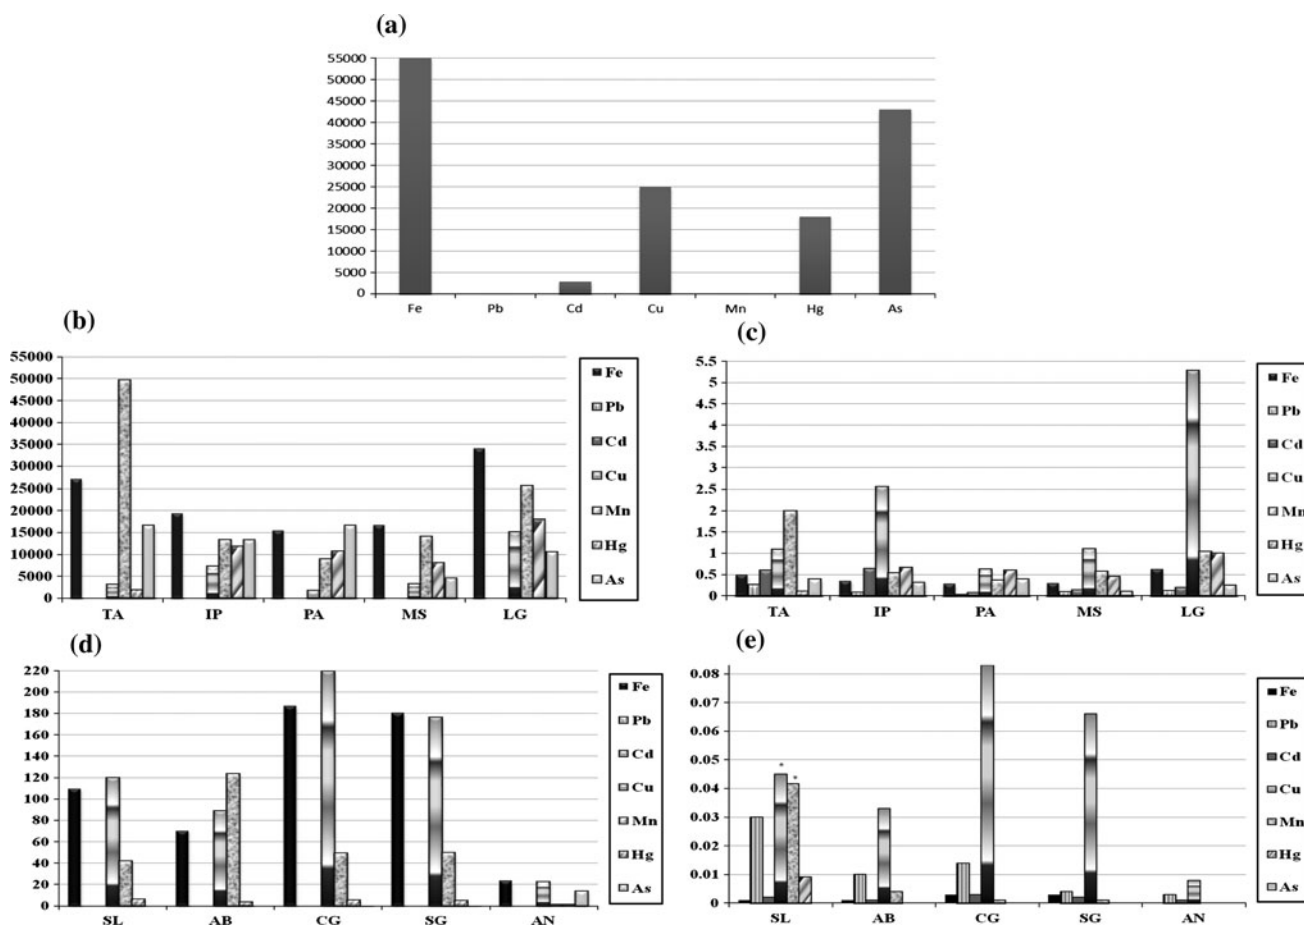 (a)
55000
50000
45000
40000
35000
30000
25000
20000
15000
10000
5000
0
Fe Pb Cd Cu Mn Hg As
(b)
55000
50000
45000
40000
35000
30000
25000
20000
15000
10000
5000
0
TA IP PA MS LG
Fe
Pb
Cd
Cu
Mn
Hg
As
(c)
5.5
5
4.5
4
3.5
3
2.5
2
1.5
1
0.5
0
TA IP PA MS LG
Fe
Pb
Cd
Cu
Mn
Hg
As
(d)
220
200
180
160
140
120
100
80
60
40
20
0
SL AB CG SG AN
Fe
Pb
Cd
Cu
Mn
Hg
As
(e)
0.08
0.07
0.06
0.05
0.04
0.03
0.02
0.01
0
* *
SL AB CG SG AN
Fe
Pb
Cd
Cu
Mn
Hg
As